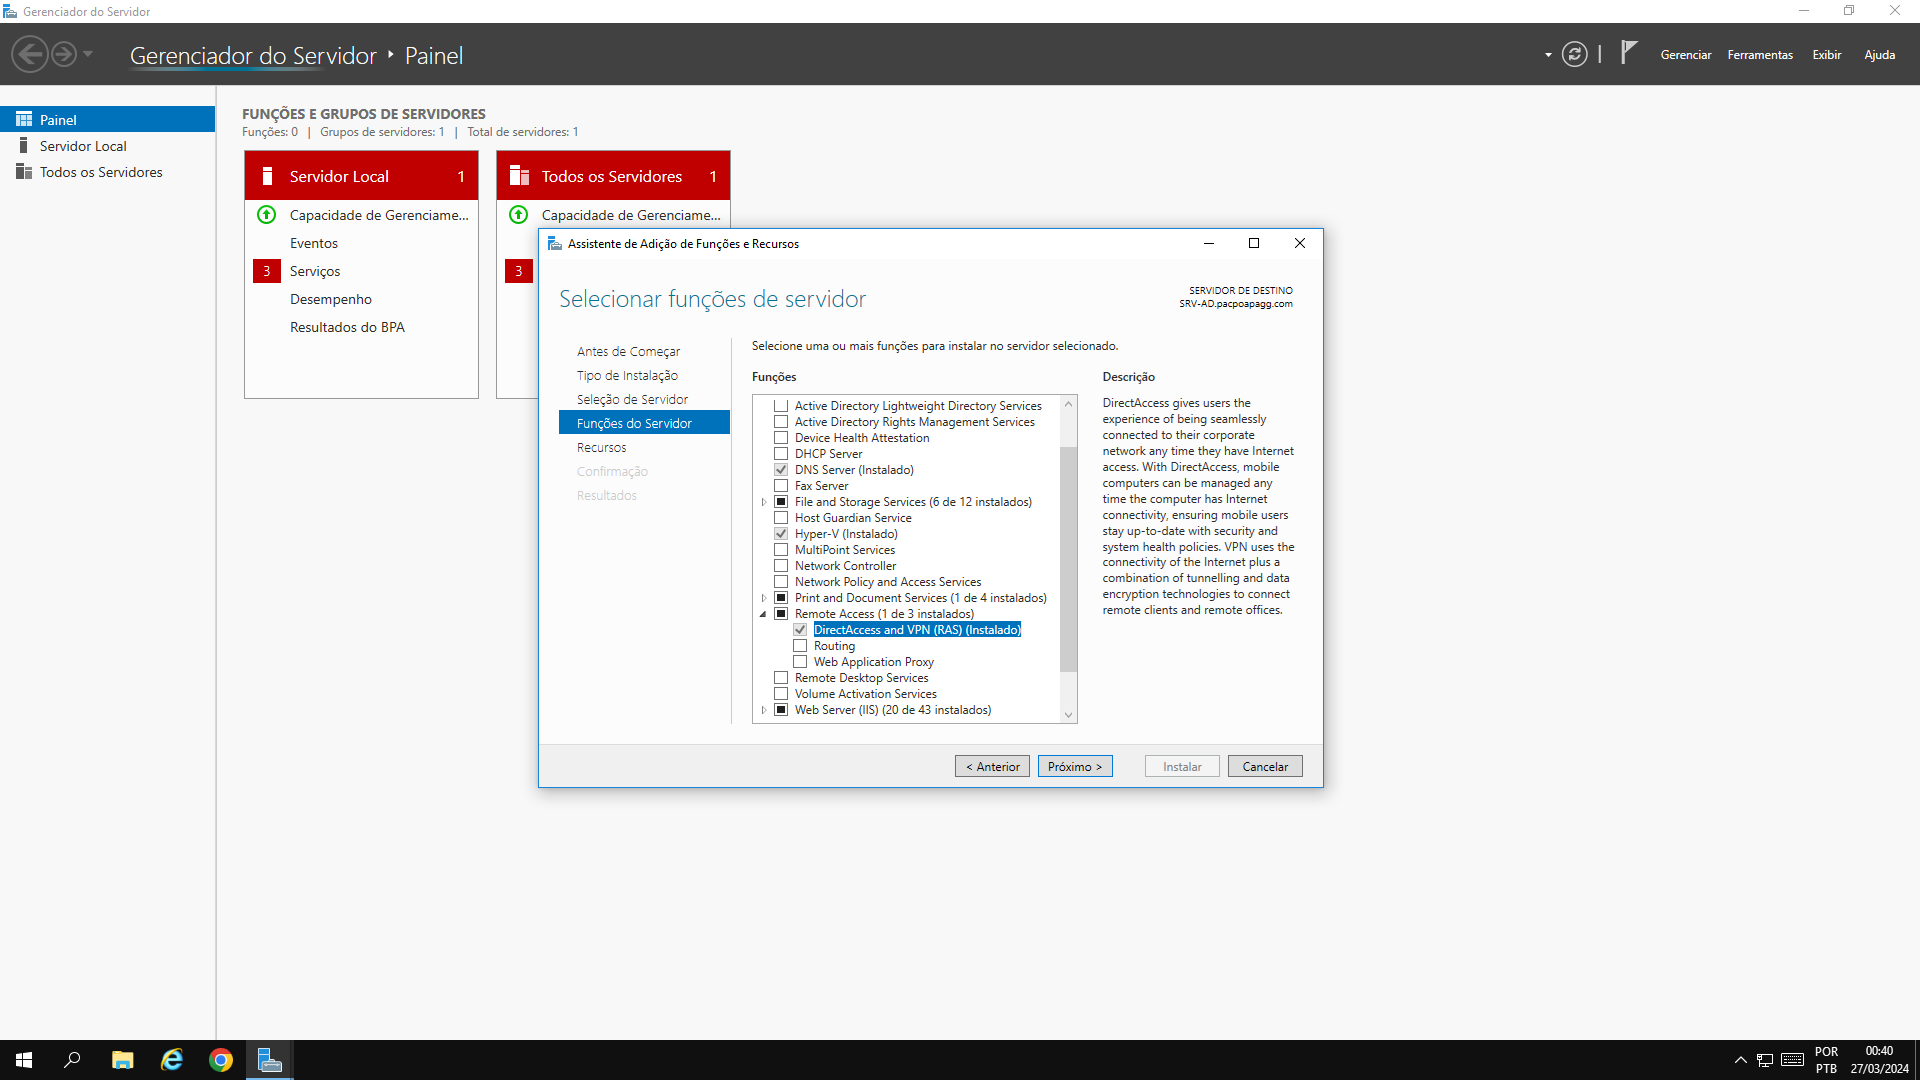 Gerenciador do Servidor
Gerenciador do Servidor ‣ Painel
Gerenciar
Ferramentas
Exibir
Ajuda
Painel
Servidor Local
Todos os Servidores
FUNÇÕES E GRUPOS DE SERVIDORES
Funções: 0 | Grupos de servidores: 1 | Total de servidores: 1
Servidor Local 1
Capacidade de Gerenciame...
Eventos
3 Serviços
Desempenho
Resultados do BPA
Todos os Servidores 1
Capacidade de Gerenciame...
3
Assistente de Adição de Funções e Recursos
Selecionar funções de servidor
SERVIDOR DE DESTINO
SRV-AD.pacpoapagg.com
Antes de Começar
Tipo de Instalação
Seleção de Servidor
Funções do Servidor
Recursos
Confirmação
Resultados
Selecione uma ou mais funções para instalar no servidor selecionado.
Funções
Active Directory Lightweight Directory Services
Active Directory Rights Management Services
Device Health Attestation
DHCP Server
DNS Server (Instalado)
Fax Server
File and Storage Services (6 de 12 instalados)
Host Guardian Service
Hyper-V (Instalado)
MultiPoint Services
Network Controller
Network Policy and Access Services
Print and Document Services (1 de 4 instalados)
Remote Access (1 de 3 instalados)
DirectAccess and VPN (RAS) (Instalado)
Routing
Web Application Proxy
Remote Desktop Services
Volume Activation Services
Web Server (IIS) (20 de 43 instalados)
Descrição
DirectAccess gives users the
experience of being seamlessly
connected to their corporate
network any time they have Internet
access. With DirectAccess, mobile
computers can be managed any
time the computer has Internet
connectivity, ensuring mobile users
stay up-to-date with security and
system health policies. VPN uses the
connectivity of the Internet plus a
combination of tunnelling and data
encryption technologies to connect
remote clients and remote offices.
< Anterior
Próximo >
Instalar
Cancelar
POR
PTB
00:40
27/03/2024